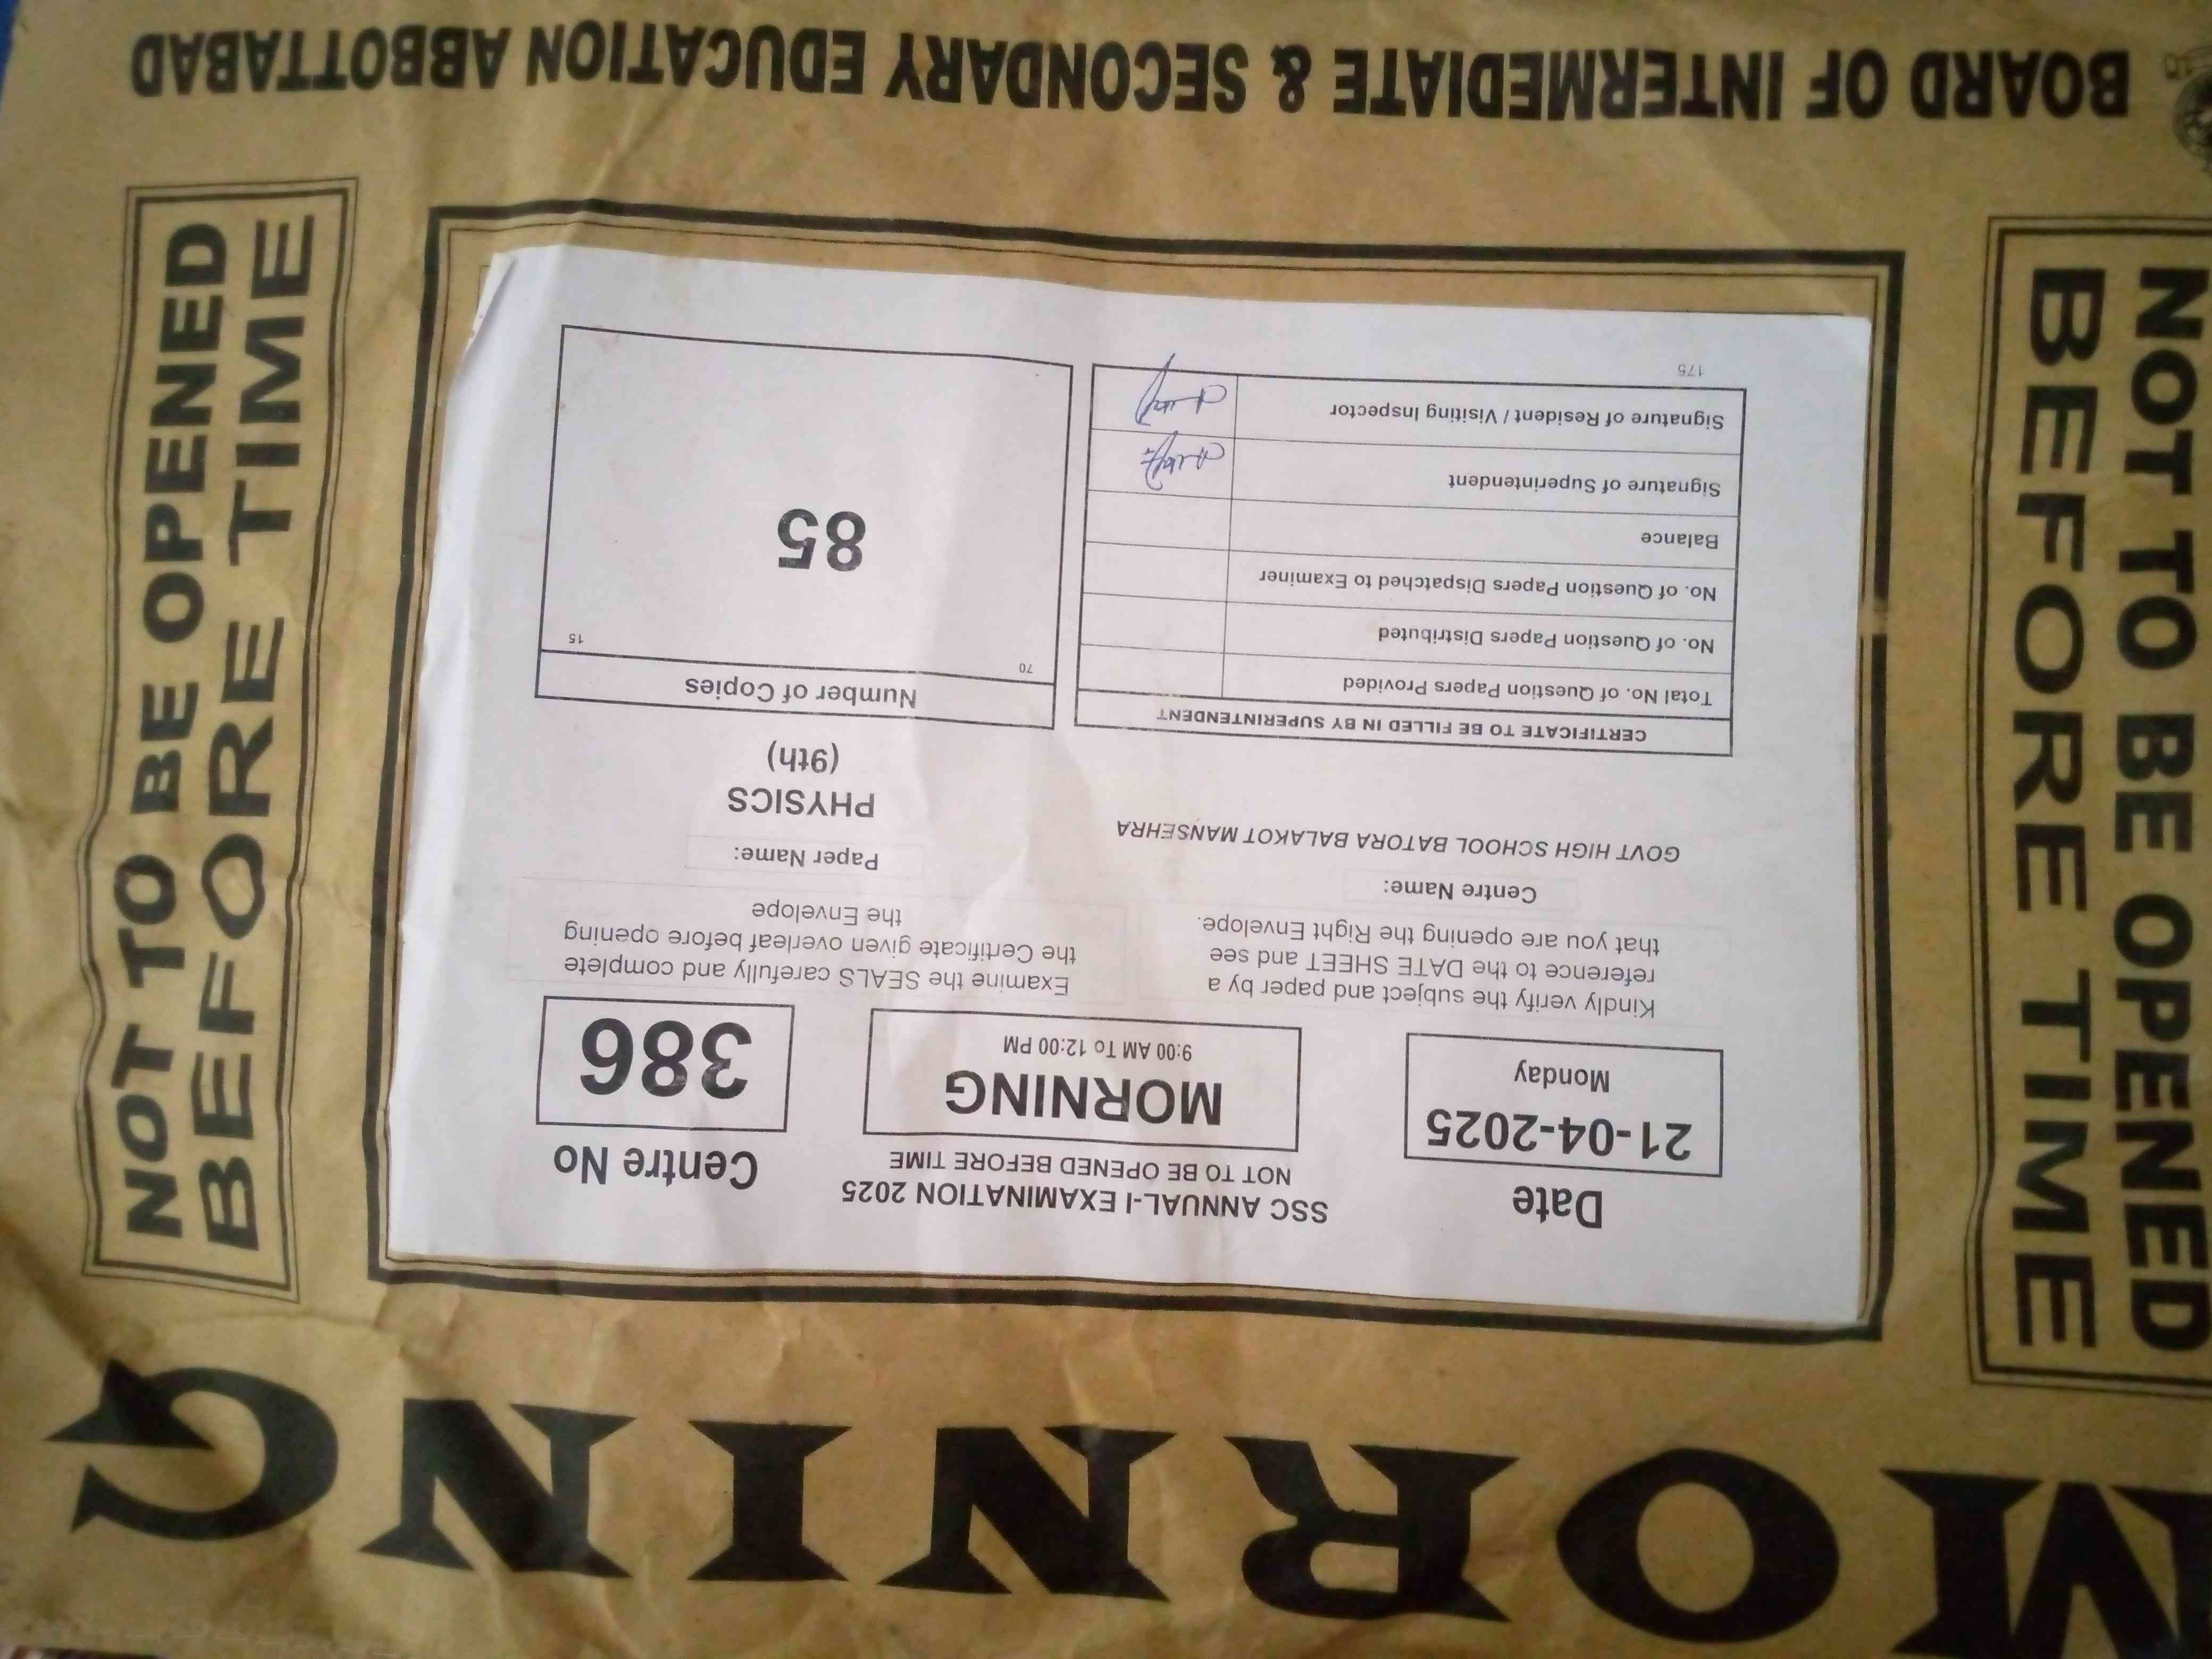 MORNING
NOT TO BE OPENED
BEFORE TIME
SSC ANNUAL-I EXAMINATION 2025
NOT TO BE OPENED BEFORE TIME
Date
21-04-2025
Monday
MORNING
9:00 AM To 12:00 PM
Centre No
386
Kindly verify the subject and paper by a
reference to the DATE SHEET and see
that you are opening the Right Envelope.
Examine the SEALS carefully and complete
the Certificate given overleaf before opening
the Envelope
Centre Name:
GOVT HIGH SCHOOL BATORA BALAKOT MANSEHRA
Paper Name:
PHYSICS
(9th)
CERTIFICATE TO BE FILLED IN BY SUPERINTENDENT
Total No. of Question Papers Provided
No. of Question Papers Distributed
No. of Question Papers Dispatched to Examiner
Balance
Signature of Superintendent
Signature of Resident / Visiting Inspector
175
Number of Copies
70 15
85
NOT TO BE OPENED
BEFORE TIME
BOARD OF INTERMEDIATE & SECONDARY EDUCATION ABBOTTABAD